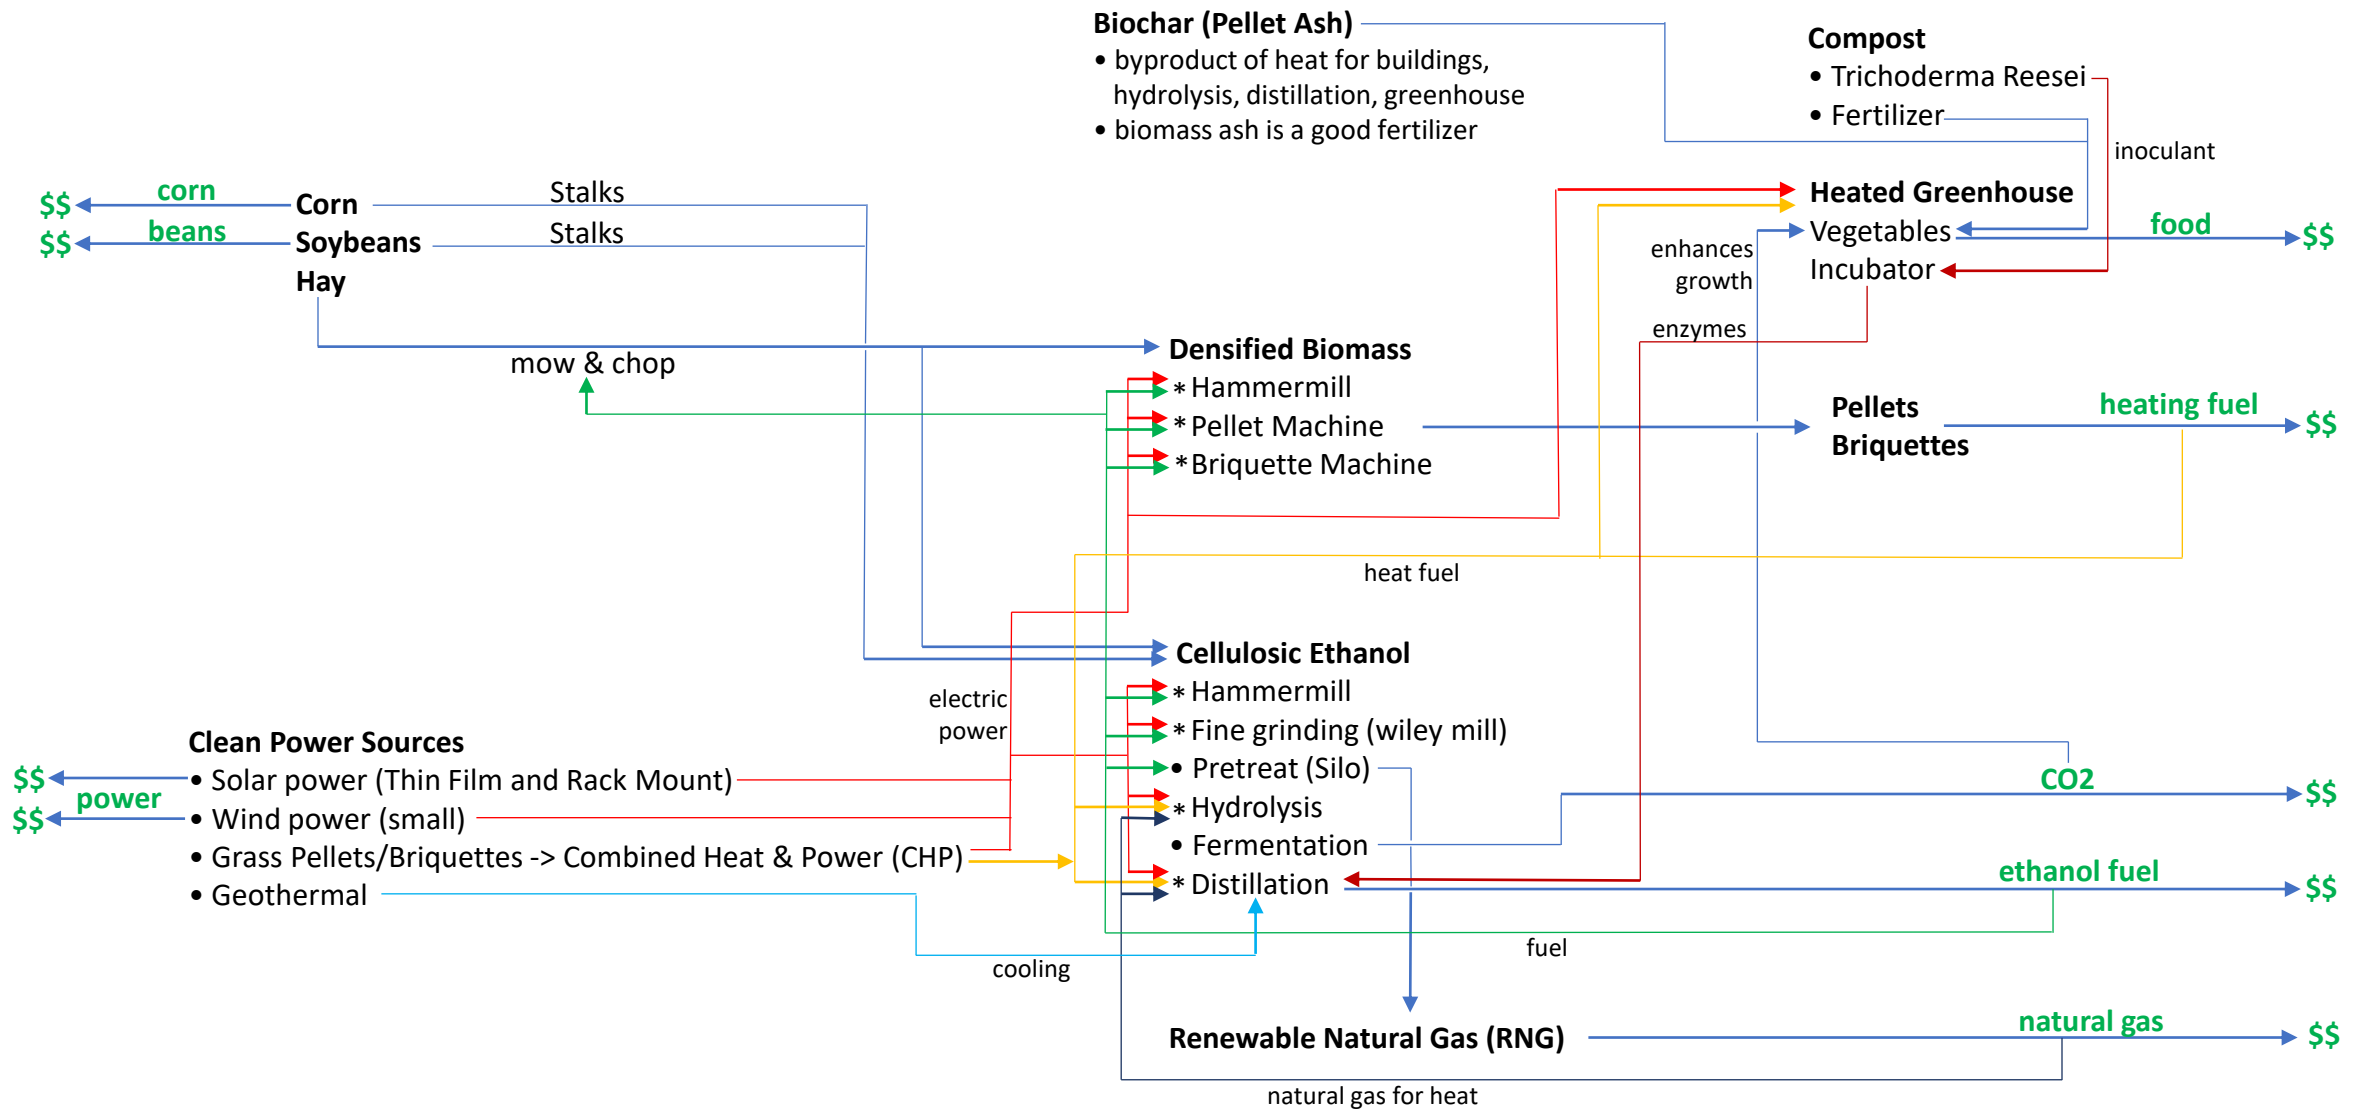 Biochar (Pellet Ash)
• byproduct of heat for buildings,
hydrolysis, distillation, greenhouse
• biomass ash is a good fertilizer
Compost
• Trichoderma Reesei
• Fertilizer
inoculant
$$
corn
Corn
Stalks
$$
beans
Soybeans
Stalks
Hay
mow & chop
Heated Greenhouse
Vegetables
Incubator
food
$$
enhances
growth
enzymes
Densified Biomass
* Hammermill
* Pellet Machine
* Briquette Machine
Pellets
Briquettes
heating fuel
$$
heat fuel
electric
power
Cellulosic Ethanol
* Hammermill
* Fine grinding (wiley mill)
• Pretreat (Silo)
* Hydrolysis
• Fermentation
* Distillation
Clean Power Sources
$$
• Solar power (Thin Film and Rack Mount)
power
$$
• Wind power (small)
• Grass Pellets/Briquettes -> Combined Heat & Power (CHP)
• Geothermal
CO2
$$
ethanol fuel
$$
fuel
cooling
Renewable Natural Gas (RNG)
natural gas
$$
natural gas for heat